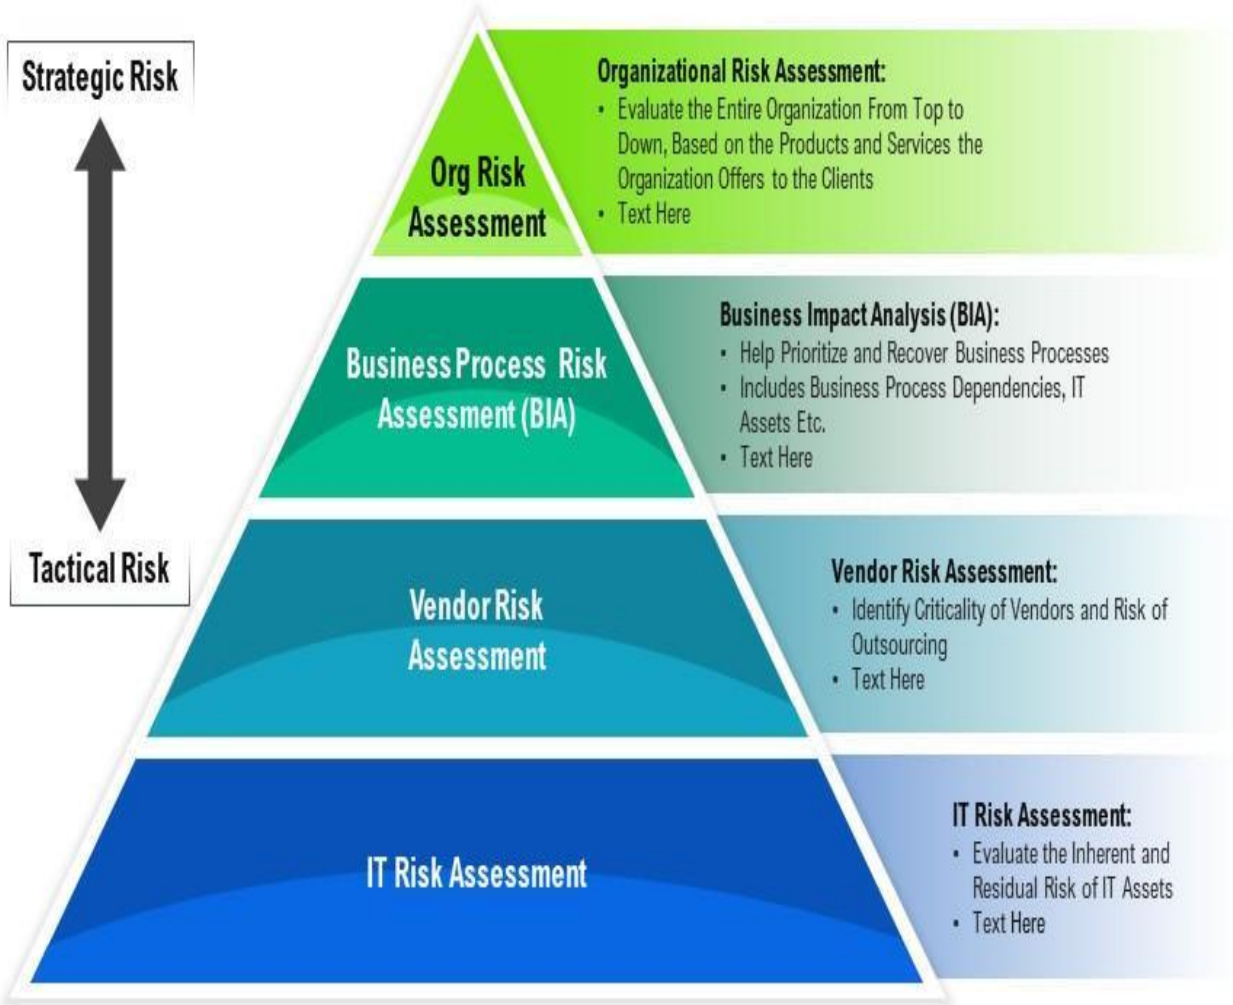 Strategic Risk
Tactical Risk
Org Risk
Assessment
Business Process Risk
Assessment (BIA)
Vendor Risk
Assessment
IT Risk Assessment
Organizational Risk Assessment:
• Evaluate the Entire Organization From Top to
Down, Based on the Products and Services the
Organization Offers to the Clients
• Text Here
Business Impact Analysis (BIA):
• Help Prioritize and Recover Business Processes
• Includes Business Process Dependencies, IT
Assets Etc.
• Text Here
Vendor Risk Assessment:
• Identify Criticality of Vendors and Risk of
Outsourcing
• Text Here
IT Risk Assessment:
• Evaluate the Inherent and
Residual Risk of IT Assets
• Text Here